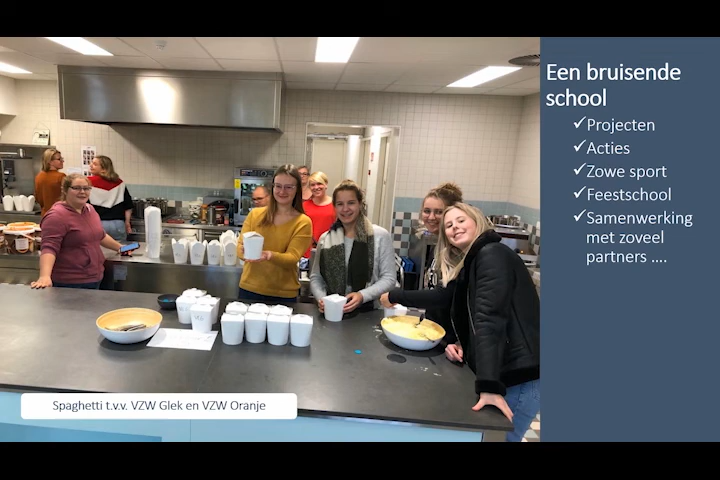 Een bruisende
school
✓Projecten
✓Acties
✓Zowe sport
✓Feestschool
✓Samenwerking
met zoveel
partners ….
Spaghetti t.v.v. VZW Glek en VZW Oranje